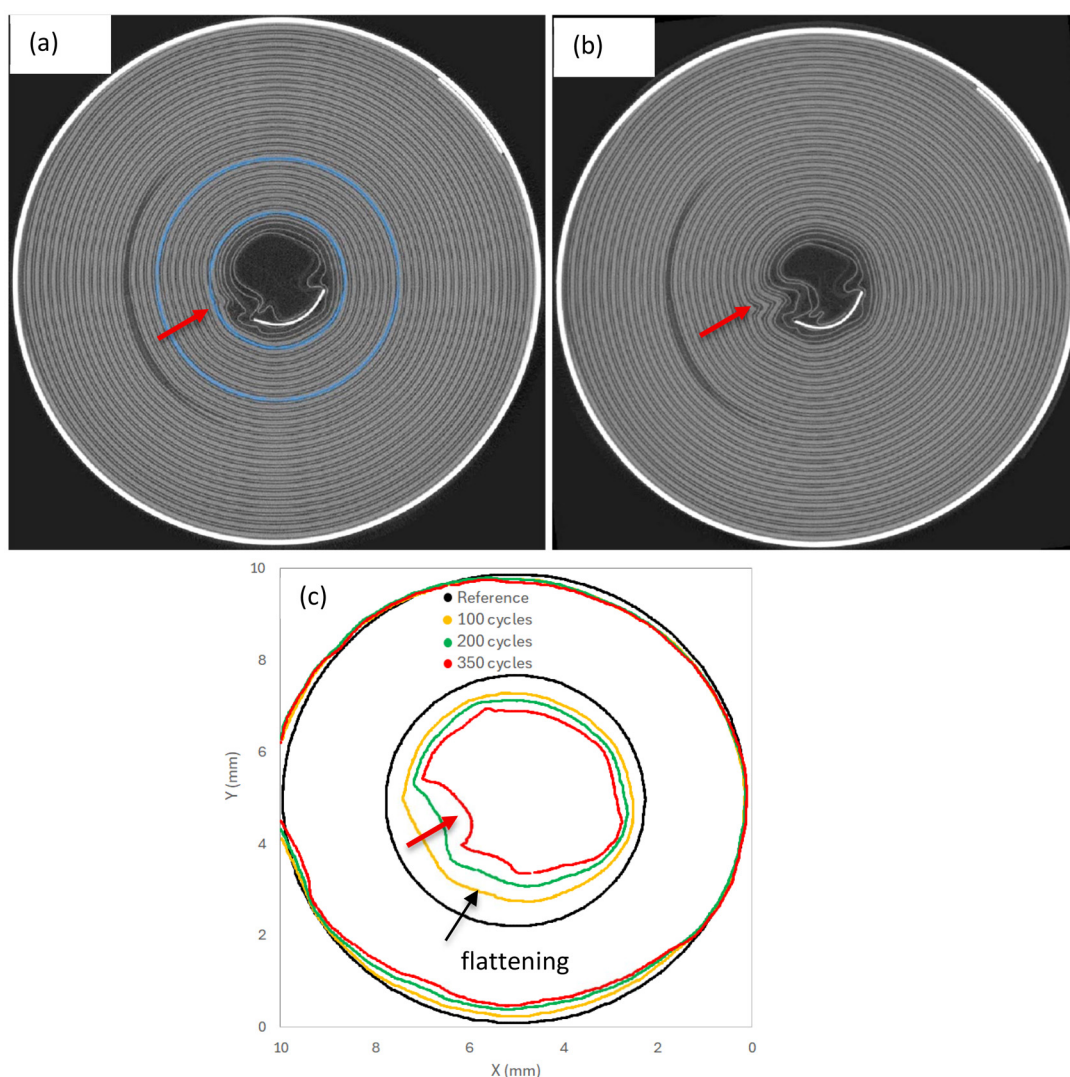 (a)
(b)
(c)
Reference
100 cycles
200 cycles
350 cycles
flattening
10
8
6
4
2
0
Y (mm)
10
8
6
4
2
0
X (mm)